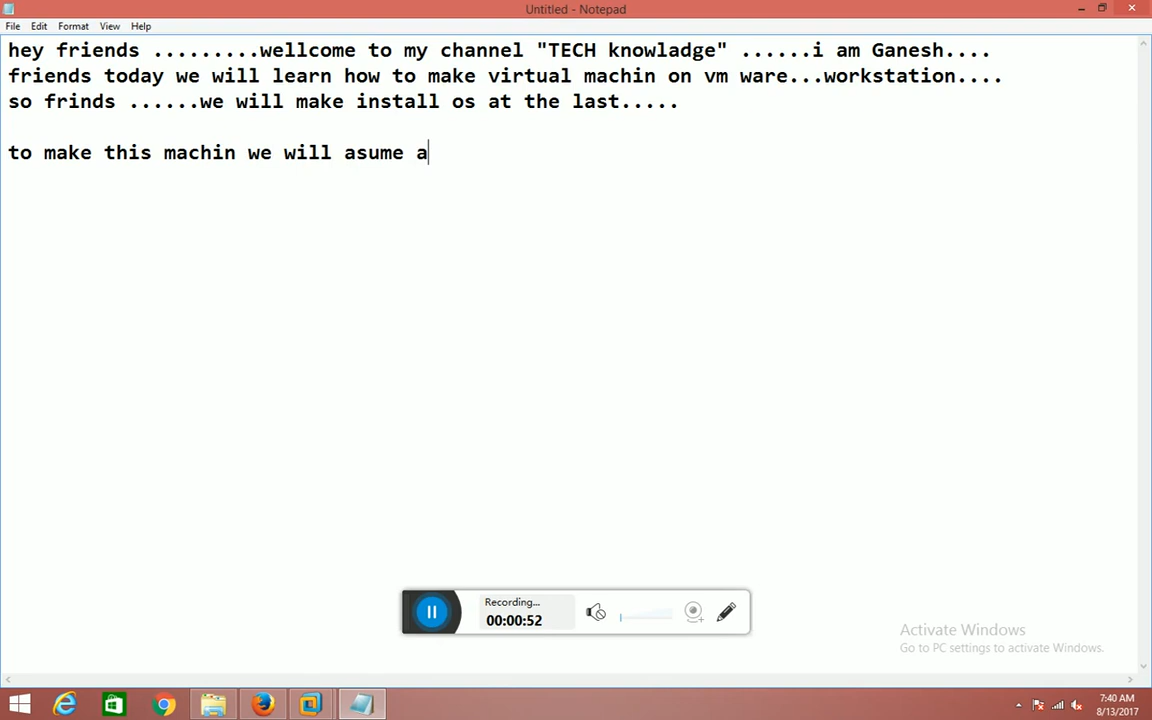 Untitled - Notepad
File Edit Format View Help
hey friends .........wellcome to my channel "TECH knowladge" ......i am Ganesh....
friends today we will learn how to make virtual machin on vm ware...workstation....
so frinds ......we will make install os at the last.....
to make this machin we will asume a
Recording...
00:00:52
Activate Windows
Go to PC settings to activate Windows.
7:40 AM
8/13/2017